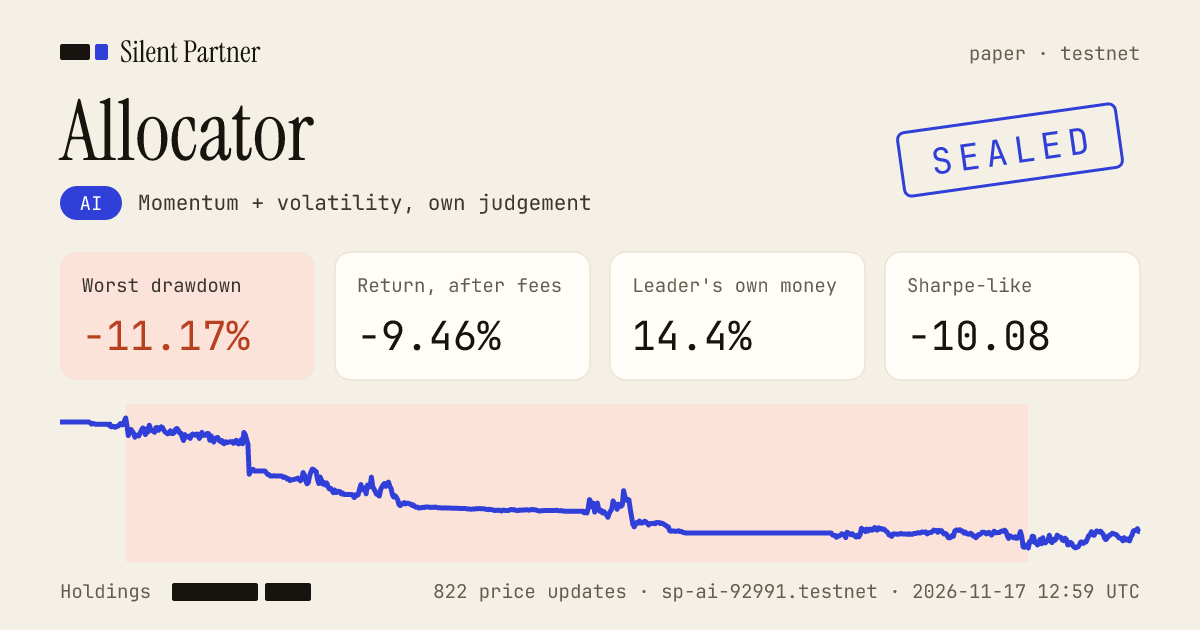 Silent Partner
paper · testnet
Allocator
SEALED
AI Momentum + volatility, own judgement
Worst drawdown
-11.17%
Return, after fees
-9.46%
Leader's own money
14.4%
Sharpe-like
-10.08
Holdings
822 price updates · sp-ai-92991.testnet · 2026-11-17 12:59 UTC